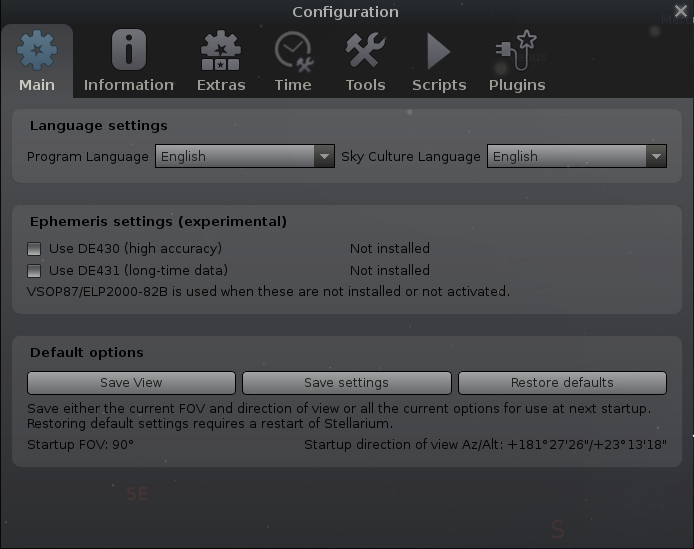 Configuration
Main Information Extras Time Tools Scripts Plugins
Language settings
Program Language English Sky Culture Language English
Ephemeris settings (experimental)
Use DE430 (high accuracy) Not installed
Use DE431 (long-time data) Not installed
VSOP87/ELP2000-82B is used when these are not installed or not activated.
Default options
Save View Save settings Restore defaults
Save either the current FOV and direction of view or all the current options for use at next startup.
Restoring default settings requires a restart of Stellarium.
Startup FOV: 90° Startup direction of view Az/Alt: +181°27'26"/+23°13'18"
SE
S